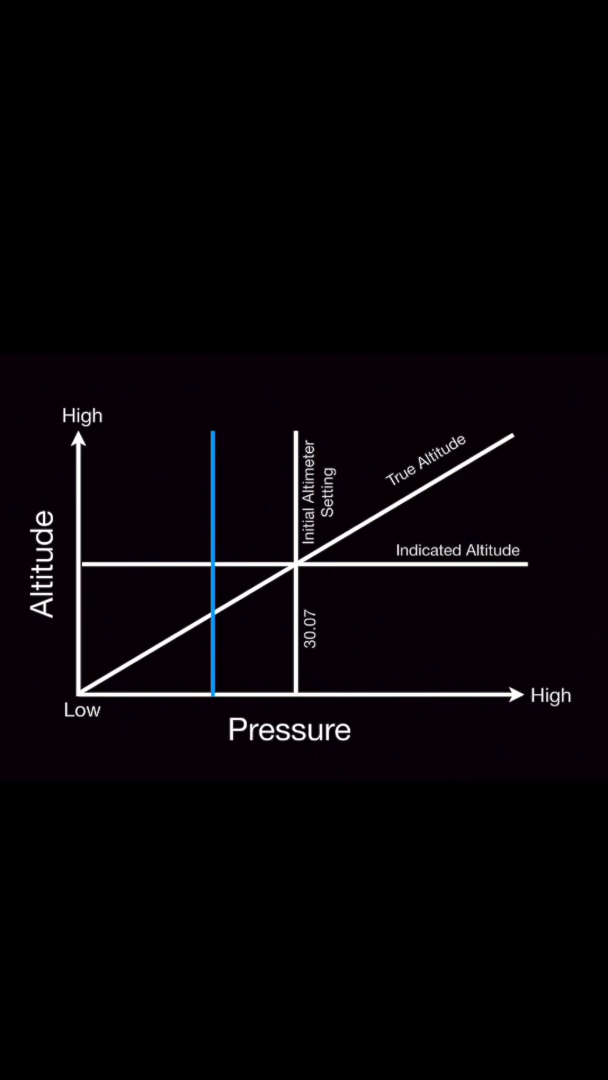 High
Altitude
Initial Altimeter
Setting
True Altitude
Indicated Altitude
30.07
Low
High
Pressure